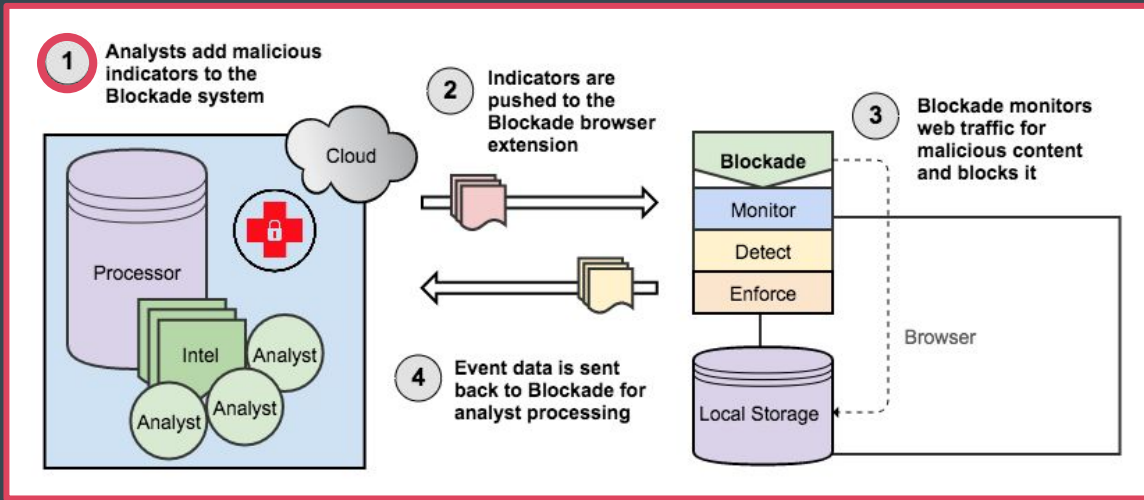 1
Analysts add malicious
indicators to the
Blockade system
2
Indicators are
pushed to the
Blockade browser
extension
3
Blockade monitors
web traffic for
malicious content
and blocks it
Cloud
Processor
Intel
Analyst
Analyst
Analyst
Blockade
Monitor
Detect
Enforce
Browser
Local Storage
4
Event data is sent
back to Blockade for
analyst processing